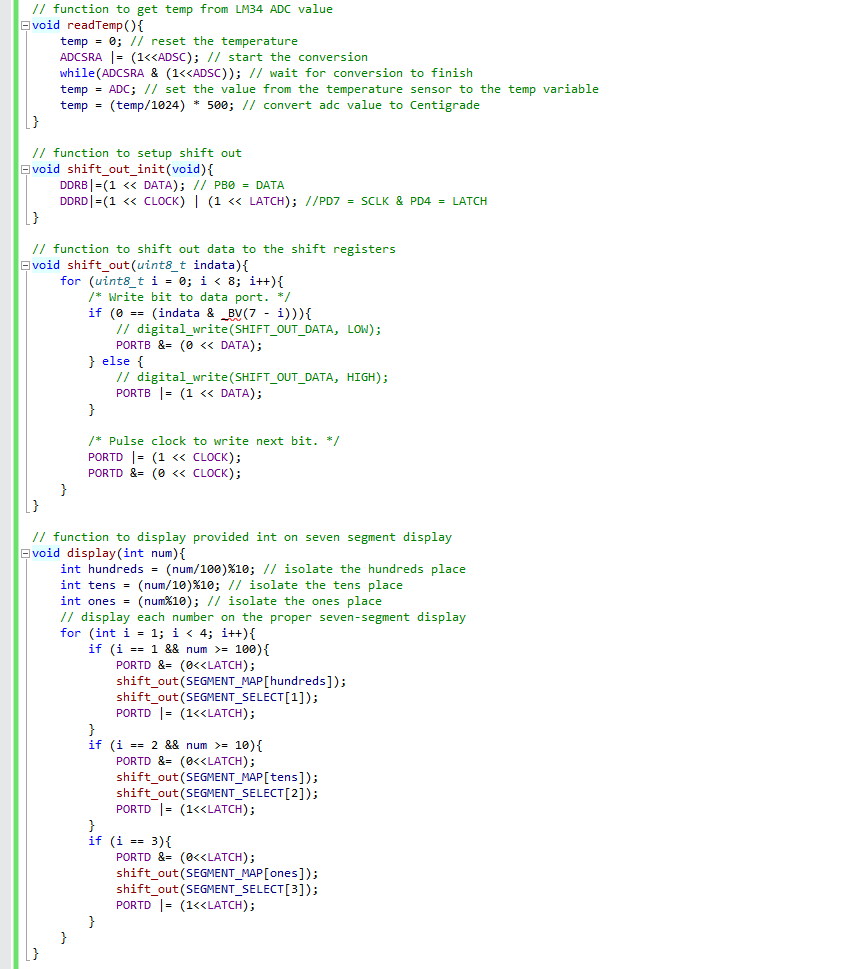 // function to get temp from LM34 ADC value
void readTemp(){
    temp = 0; // reset the temperature
    ADCSRA |= (1<<ADSC); // start the conversion
    while(ADCSRA & (1<<ADSC)); // wait for conversion to finish
    temp = ADC; // set the value from the temperature sensor to the temp variable
    temp = (temp/1024) * 500; // convert adc value to Centigrade
}

// function to setup shift out
void shift_out_init(void){
    DDRB|=(1 << DATA); // PB0 = DATA
    DDRD|=(1 << CLOCK) | (1 << LATCH); //PD7 = SCLK & PD4 = LATCH
}

// function to shift out data to the shift registers
void shift_out(uint8_t indata){
    for (uint8_t i = 0; i < 8; i++){
        /* Write bit to data port. */
        if (0 == (indata & _BV(7 - i))){
            // digital_write(SHIFT_OUT_DATA, LOW);
            PORTB &= (0 << DATA);
        } else {
            // digital_write(SHIFT_OUT_DATA, HIGH);
            PORTB |= (1 << DATA);
        }

        /* Pulse clock to write next bit. */
        PORTD |= (1 << CLOCK);
        PORTD &= (0 << CLOCK);
    }
}

// function to display provided int on seven segment display
void display(int num){
    int hundreds = (num/100)%10; // isolate the hundreds place
    int tens = (num/10)%10; // isolate the tens place
    int ones = (num%10); // isolate the ones place
    // display each number on the proper seven-segment display
    for (int i = 1; i < 4; i++){
        if (i == 1 && num >= 100){
            PORTD &= (0<<LATCH);
            shift_out(SEGMENT_MAP[hundreds]);
            shift_out(SEGMENT_SELECT[1]);
            PORTD |= (1<<LATCH);
        }
        if (i == 2 && num >= 10){
            PORTD &= (0<<LATCH);
            shift_out(SEGMENT_MAP[tens]);
            shift_out(SEGMENT_SELECT[2]);
            PORTD |= (1<<LATCH);
        }
        if (i == 3){
            PORTD &= (0<<LATCH);
            shift_out(SEGMENT_MAP[ones]);
            shift_out(SEGMENT_SELECT[3]);
            PORTD |= (1<<LATCH);
        }
    }
}